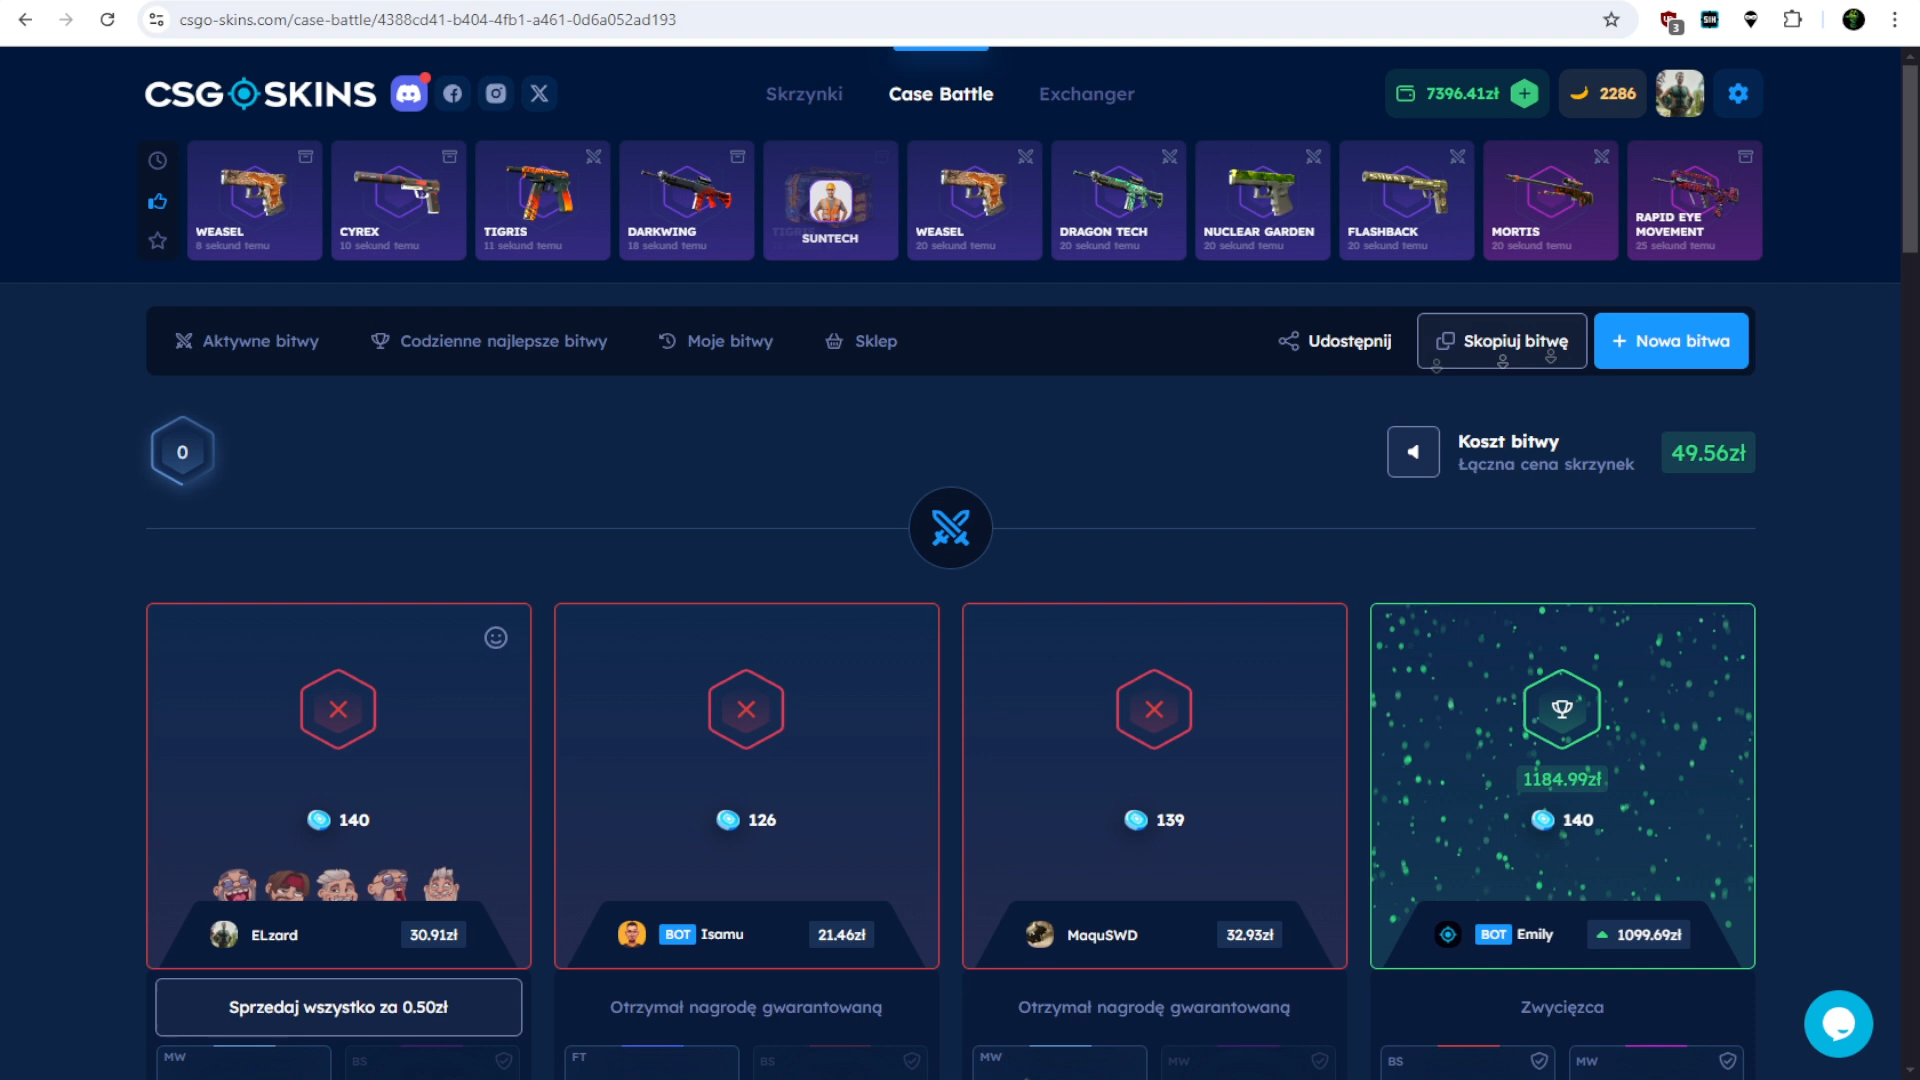 csgo-skins.com/case-battle/4388cd41-b404-4fb1-a461-0d6a052ad193
3
SIH
CSGO SKINS
Skrzynki
Case Battle
Exchanger
7396.41zł
2286
WEASEL
8 sekund temu
CYREX
10 sekund temu
TIGRIS
11 sekund temu
DARKWING
18 sekund temu
SUNTECH
WEASEL
20 sekund temu
DRAGON TECH
20 sekund temu
NUCLEAR GARDEN
20 sekund temu
FLASHBACK
20 sekund temu
MORTIS
20 sekund temu
RAPID EYE
MOVEMENT
25 sekund temu
Aktywne bitwy
Codzienne najlepsze bitwy
Moje bitwy
Sklep
Udostępnij
Skopiuj bitwę
+ Nowa bitwa
0
Koszt bitwy
Łączna cena skrzynek
49.56zł
140
ELzard
30.91zł
126
BOT Isamu
21.46zł
139
MaquSWD
32.93zł
1184.99zł
140
BOT Emily
1099.69zł
Sprzedaj wszystko za 0.50zł
Otrzymał nagrodę gwarantowaną
Otrzymał nagrodę gwarantowaną
Zwycięzca
MW
BS
FT
BS
MW
MW
BS
MW